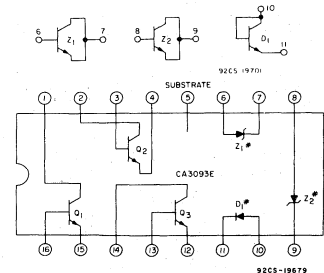 10
6 Z1 7 8 Z2 9 D1 11
92CS-19701
SUBSTRATE
1 2 3 4 5 6 7 8
Z1#
Q2
CA3093E
Q1 Q3 D1# Z2#
16 15 14 13 12 11 10 9
92CS-19679